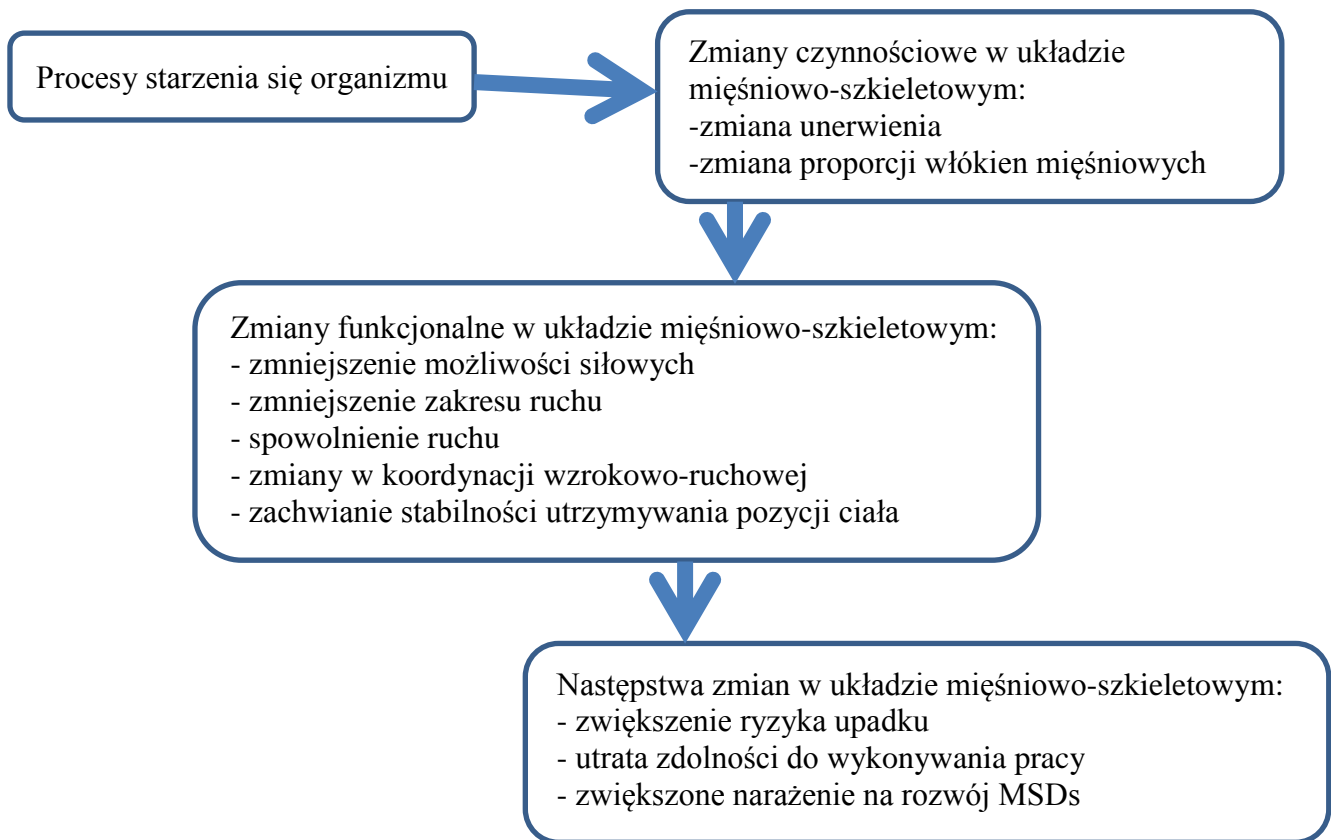 Procesy starzenia się organizmu
Zmiany czynnościowe w układzie
mięśniowo-szkieletowym:
-zmiana unerwienia
-zmiana proporcji włókien mięśniowych
Zmiany funkcjonalne w układzie mięśniowo-szkieletowym:
- zmniejszenie możliwości siłowych
- zmniejszenie zakresu ruchu
- spowolnienie ruchu
- zmiany w koordynacji wzrokowo-ruchowej
- zachwianie stabilności utrzymywania pozycji ciała
Następstwa zmian w układzie mięśniowo-szkieletowym:
- zwiększenie ryzyka upadku
- utrata zdolności do wykonywania pracy
- zwiększone narażenie na rozwój MSDs